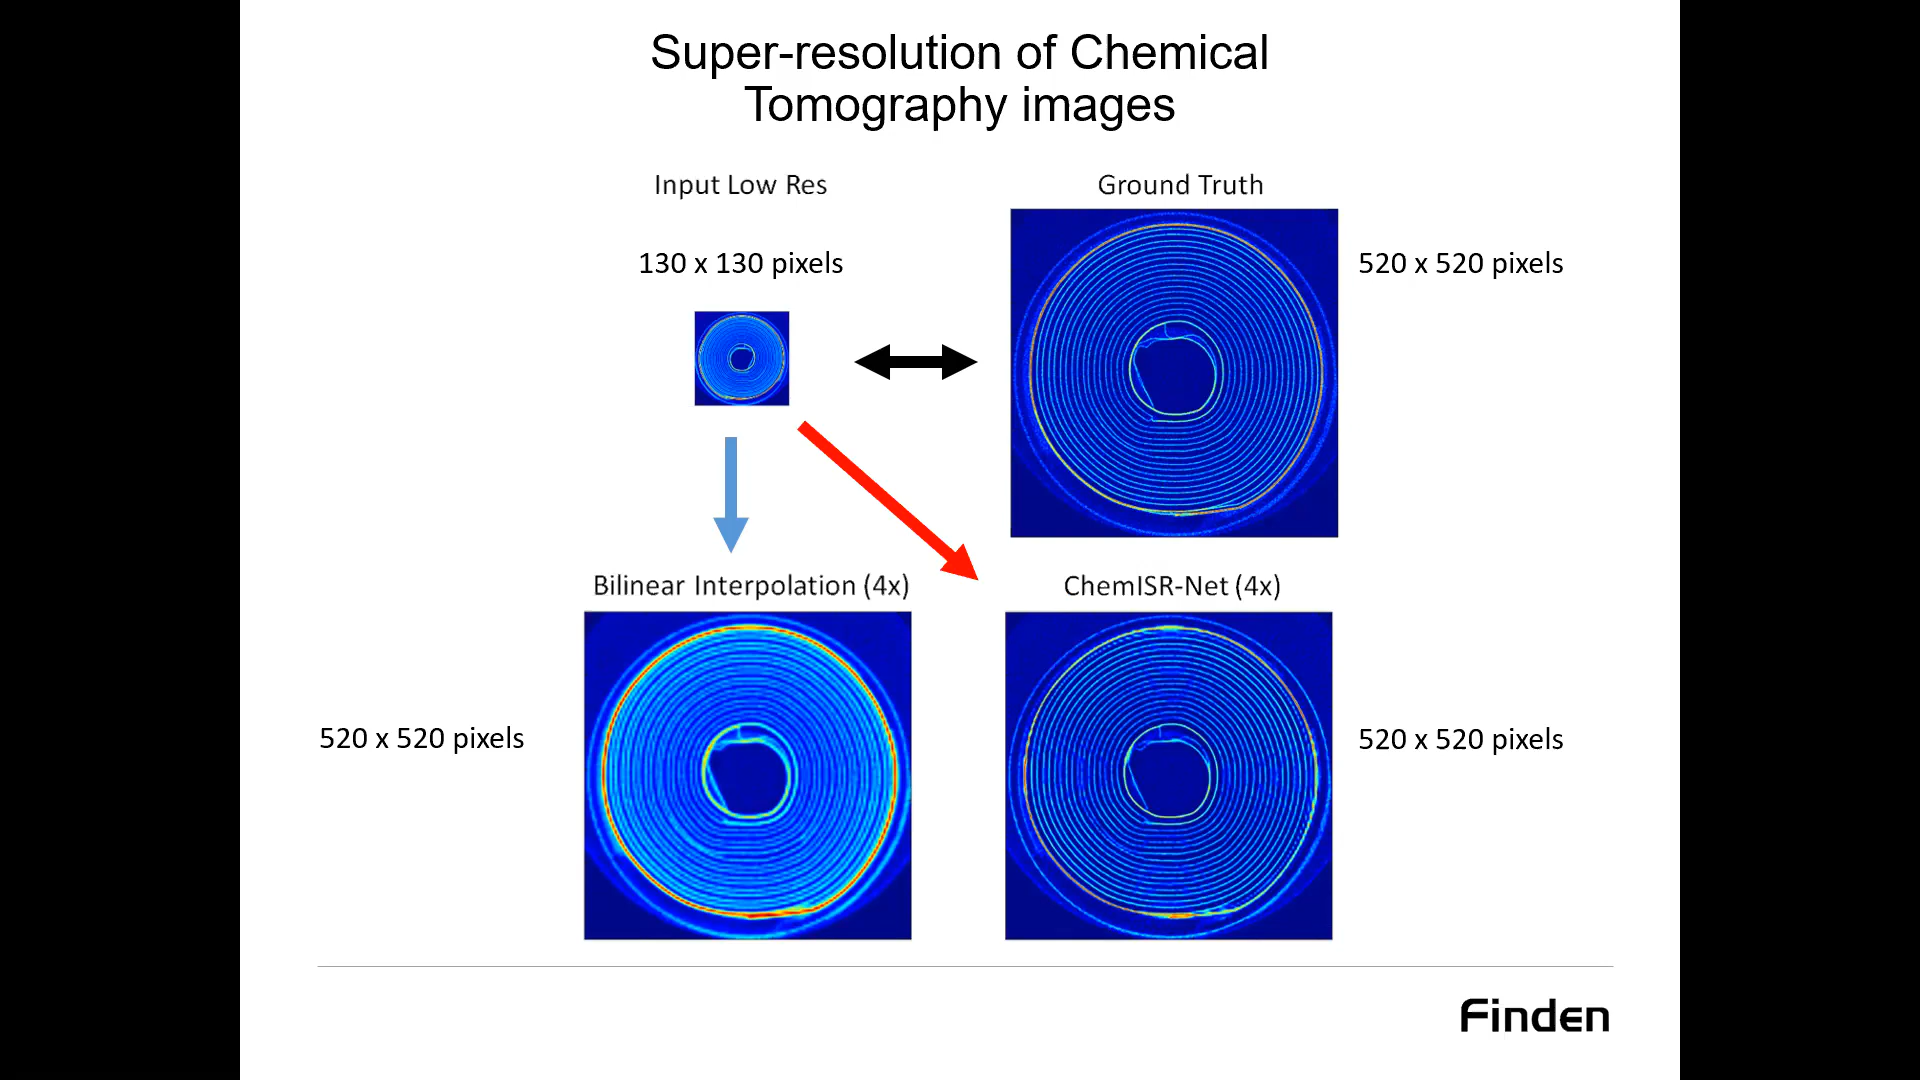 Super-resolution of Chemical
Tomography images
Input Low Res
Ground Truth
130 x 130 pixels
520 x 520 pixels
Bilinear Interpolation (4x)
ChemISR-Net (4x)
520 x 520 pixels
520 x 520 pixels
Finden